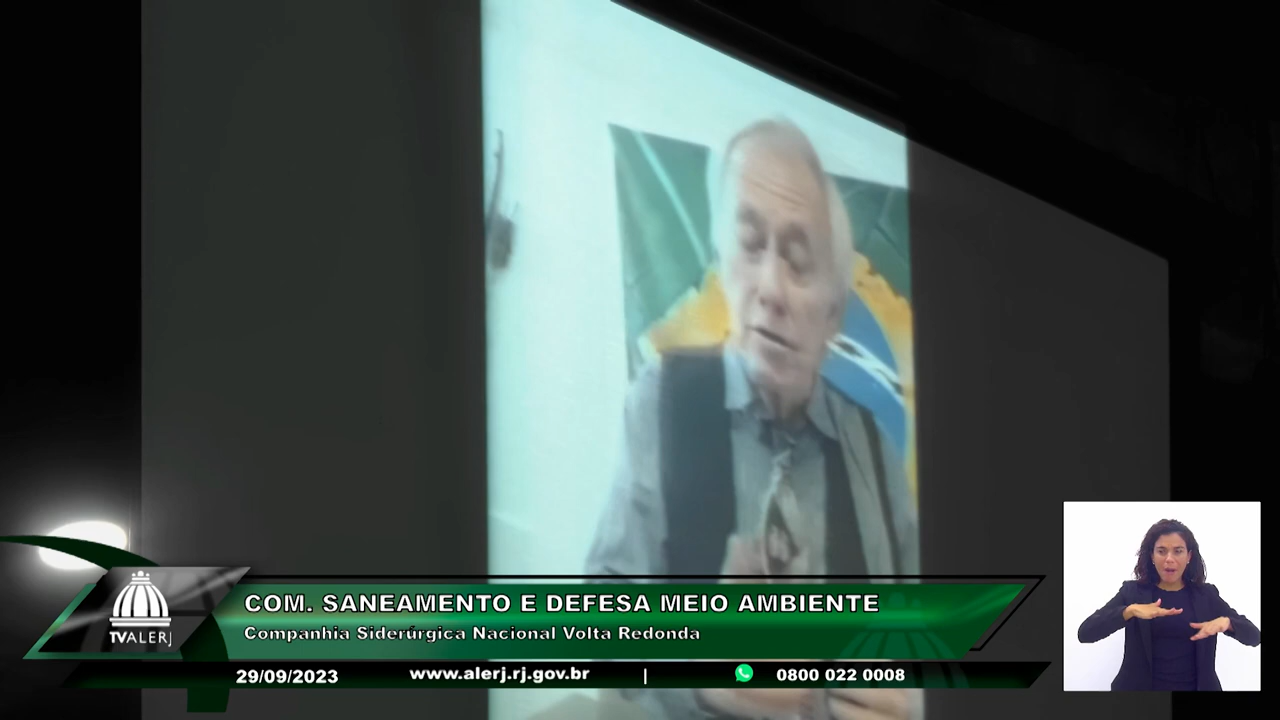 COM. SANEAMENTO E DEFESA MEIO AMBIENTE
TVALERJ
Companhia Siderúrgica Nacional Volta Redonda
29/09/2023
www.alerj.rj.gov.br
|
0800 022 0008